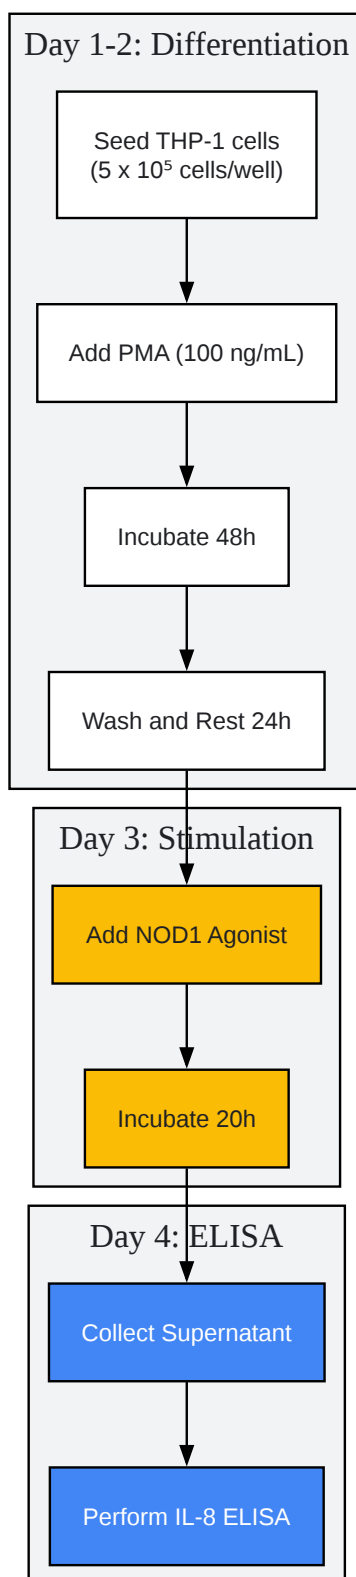 Day 1-2: Differentiation
Seed THP-1 cells
(5 x 10⁵ cells/well)
Add PMA (100 ng/mL)
Incubate 48h
Wash and Rest 24h
Day 3: Stimulation
Add NOD1 Agonist
Incubate 20h
Day 4: ELISA
Collect Supernatant
Perform IL-8 ELISA